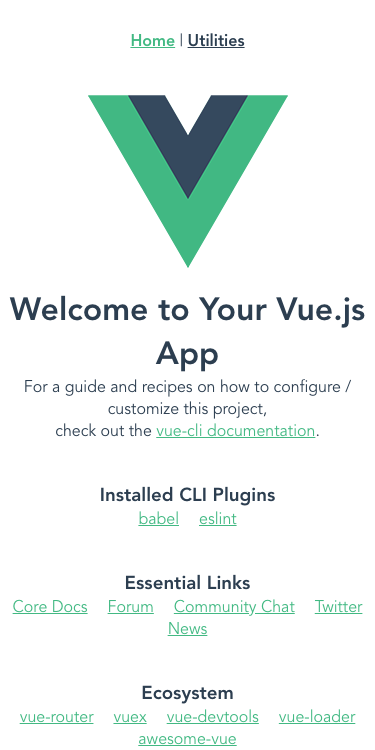 Home | Utilities
Welcome to Your Vue.js
App
For a guide and recipes on how to configure /
customize this project,
check out the vue-cli documentation.
Installed CLI Plugins
babel eslint
Essential Links
Core Docs Forum Community Chat Twitter
News
Ecosystem
vue-router vuex vue-devtools vue-loader
awesome-vue